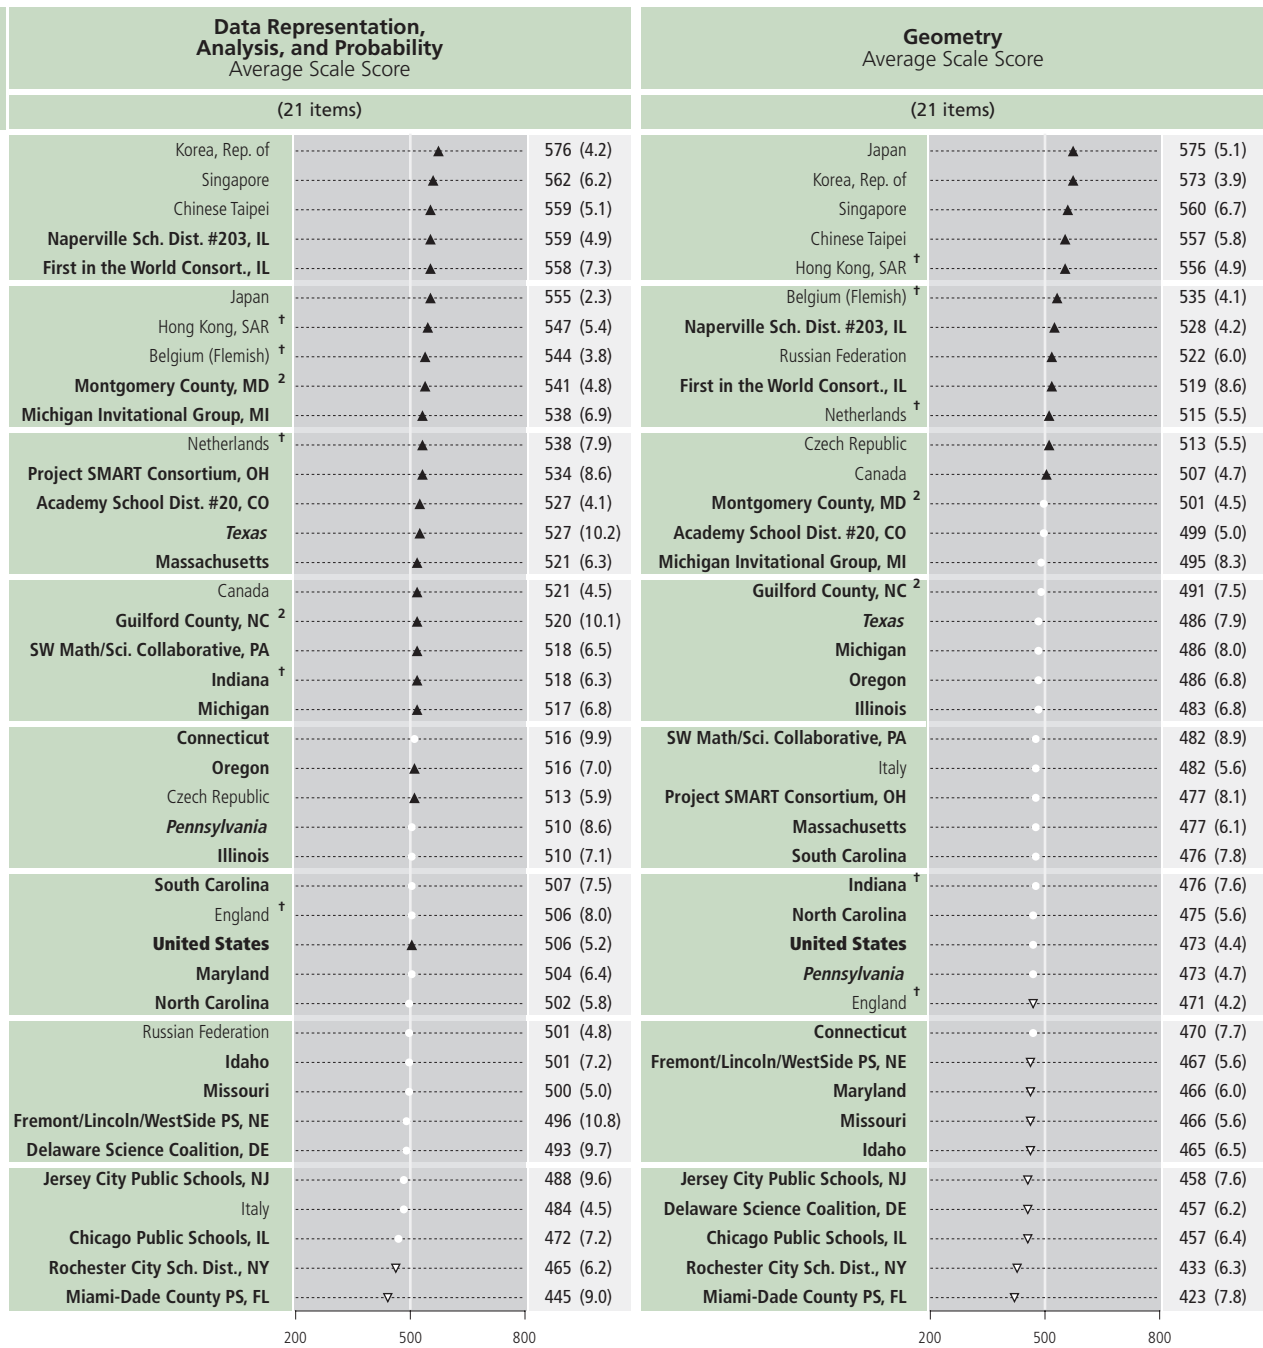 Data Representation,
Analysis, and Probability
Average Scale Score
(21 items)
Korea, Rep. of 576 (4.2)
Singapore 562 (6.2)
Chinese Taipei 559 (5.1)
Naperville Sch. Dist. #203, IL 559 (4.9)
First in the World Consort., IL 558 (7.3)
Japan 555 (2.3)
Hong Kong, SAR † 547 (5.4)
Belgium (Flemish) † 544 (3.8)
Montgomery County, MD 2 541 (4.8)
Michigan Invitational Group, MI 538 (6.9)
Netherlands † 538 (7.9)
Project SMART Consortium, OH 534 (8.6)
Academy School Dist. #20, CO 527 (4.1)
Texas 527 (10.2)
Massachusetts 521 (6.3)
Canada 521 (4.5)
Guilford County, NC 2 520 (10.1)
SW Math/Sci. Collaborative, PA 518 (6.5)
Indiana † 518 (6.3)
Michigan 517 (6.8)
Connecticut 516 (9.9)
Oregon 516 (7.0)
Czech Republic 513 (5.9)
Pennsylvania 510 (8.6)
Illinois 510 (7.1)
South Carolina 507 (7.5)
England † 506 (8.0)
United States 506 (5.2)
Maryland 504 (6.4)
North Carolina 502 (5.8)
Russian Federation 501 (4.8)
Idaho 501 (7.2)
Missouri 500 (5.0)
Fremont/Lincoln/WestSide PS, NE 496 (10.8)
Delaware Science Coalition, DE 493 (9.7)
Jersey City Public Schools, NJ 488 (9.6)
Italy 484 (4.5)
Chicago Public Schools, IL 472 (7.2)
Rochester City Sch. Dist., NY 465 (6.2)
Miami-Dade County PS, FL 445 (9.0)
200 500 800
Geometry
Average Scale Score
(21 items)
Japan 575 (5.1)
Korea, Rep. of 573 (3.9)
Singapore 560 (6.7)
Chinese Taipei 557 (5.8)
Hong Kong, SAR † 556 (4.9)
Belgium (Flemish) † 535 (4.1)
Naperville Sch. Dist. #203, IL 528 (4.2)
Russian Federation 522 (6.0)
First in the World Consort., IL 519 (8.6)
Netherlands † 515 (5.5)
Czech Republic 513 (5.5)
Canada 507 (4.7)
Montgomery County, MD 2 501 (4.5)
Academy School Dist. #20, CO 499 (5.0)
Michigan Invitational Group, MI 495 (8.3)
Guilford County, NC 2 491 (7.5)
Texas 486 (7.9)
Michigan 486 (8.0)
Oregon 486 (6.8)
Illinois 483 (6.8)
SW Math/Sci. Collaborative, PA 482 (8.9)
Italy 482 (5.6)
Project SMART Consortium, OH 477 (8.1)
Massachusetts 477 (6.1)
South Carolina 476 (7.8)
Indiana † 476 (7.6)
North Carolina 475 (5.6)
United States 473 (4.4)
Pennsylvania 473 (4.7)
England † 471 (4.2)
Connecticut 470 (7.7)
Fremont/Lincoln/WestSide PS, NE 467 (5.6)
Maryland 466 (6.0)
Missouri 466 (5.6)
Idaho 465 (6.5)
Jersey City Public Schools, NJ 458 (7.6)
Delaware Science Coalition, DE 457 (6.2)
Chicago Public Schools, IL 457 (6.4)
Rochester City Sch. Dist., NY 433 (6.3)
Miami-Dade County PS, FL 423 (7.8)
200 500 800